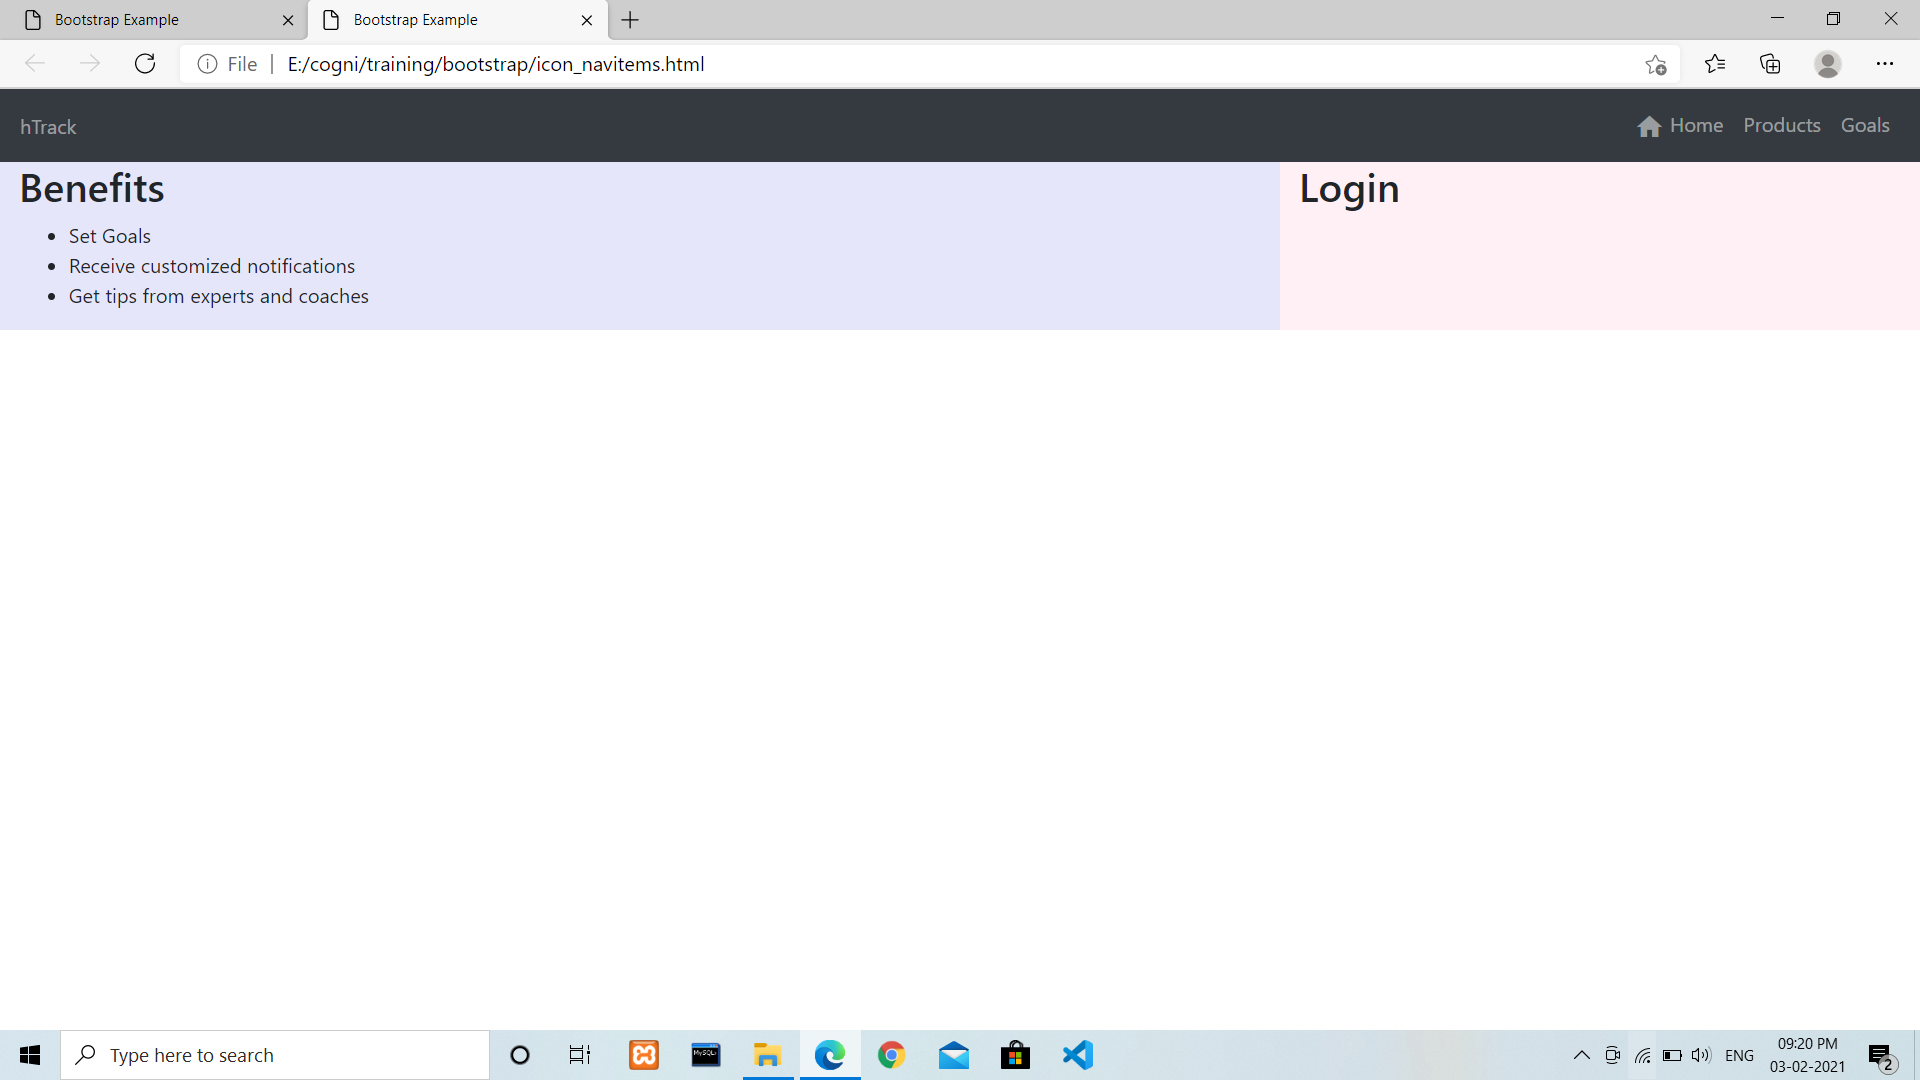 Bootstrap Example
Bootstrap Example
File
E:/cogni/training/bootstrap/icon_navitems.html
hTrack
Home Products Goals
Benefits
Set Goals
Receive customized notifications
Get tips from experts and coaches
Login
Type here to search
MySQL
ENG
09:20 PM
03-02-2021
2